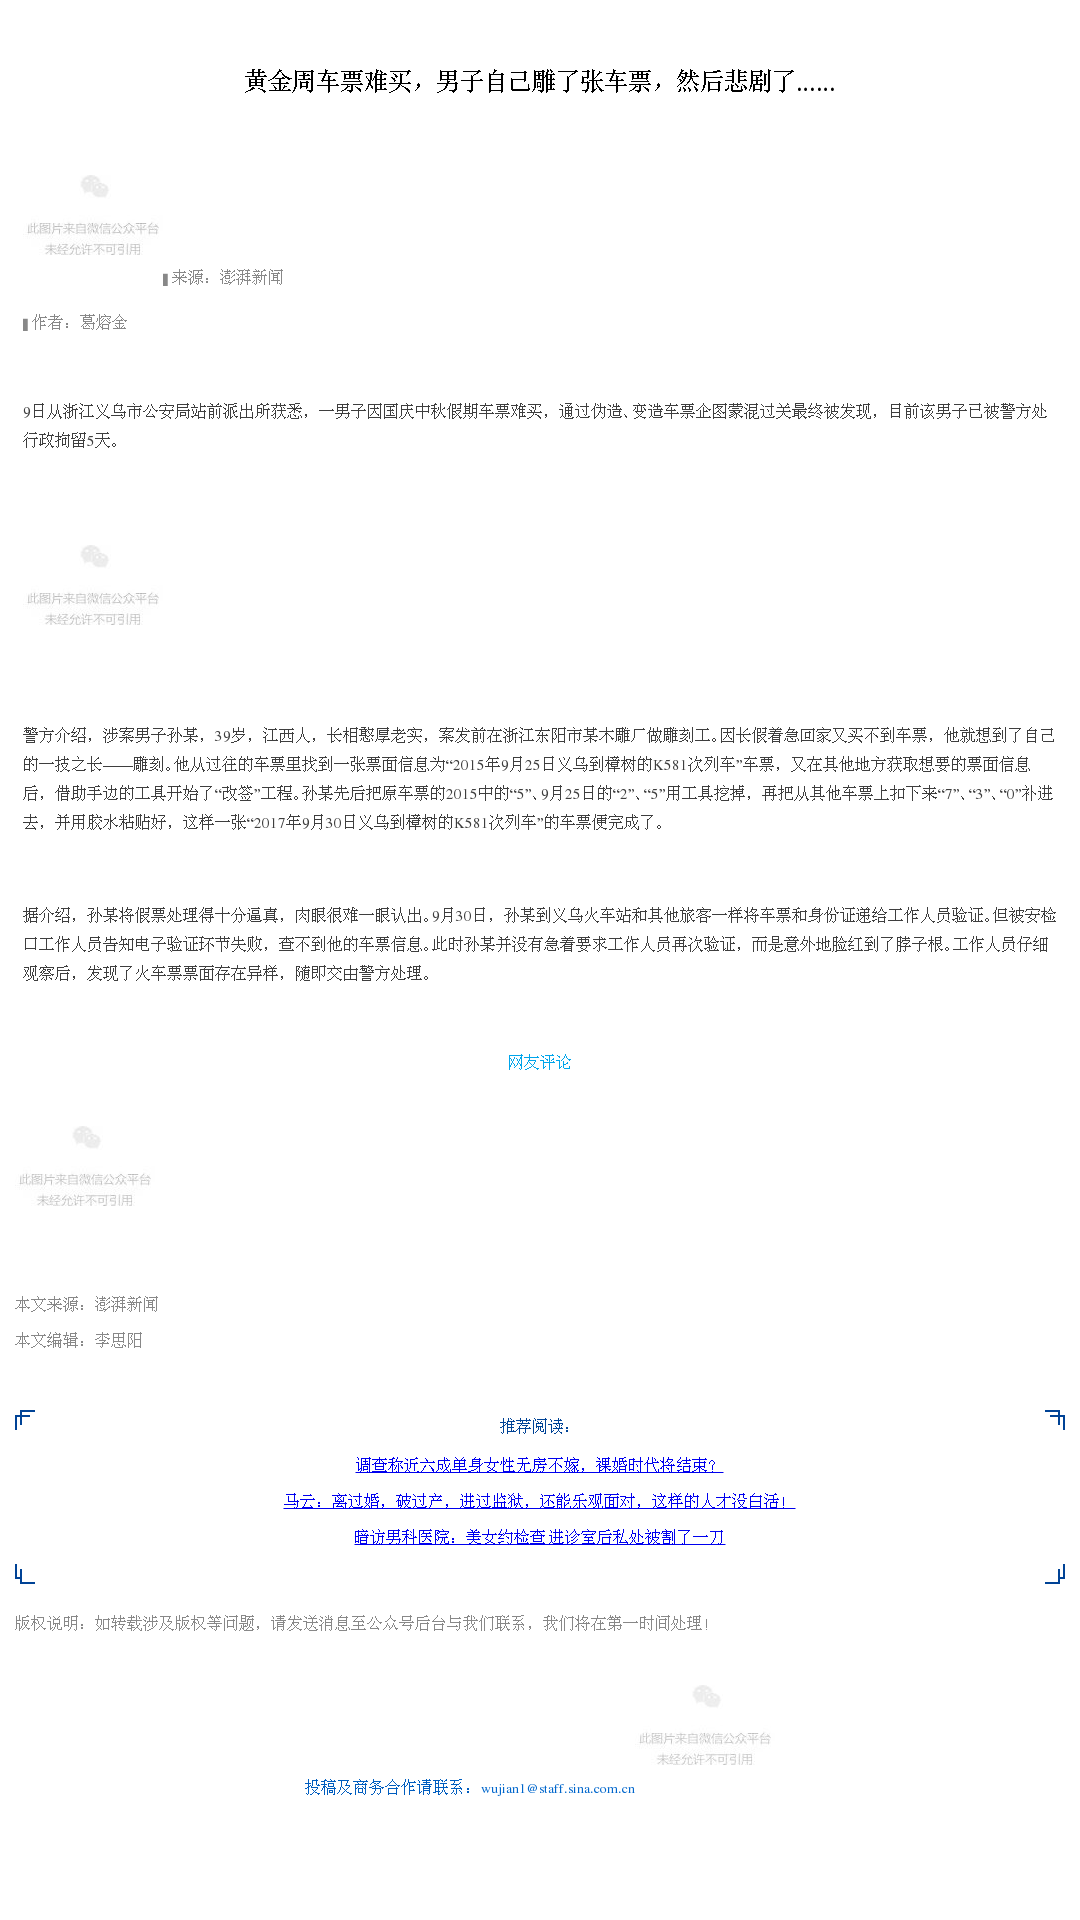 黄金周车票难买，男子自己雕了张车票，然后悲剧了……
此图片来自微信公众平台
未经允许不可引用
▌来源：澎湃新闻
▌作者：葛熔金
9日从浙江义乌市公安局站前派出所获悉，一男子因国庆中秋假期车票难买，通过伪造、变造车票企图蒙混过关最终被发现，目前该男子已被警方处
行政拘留5天。
此图片来自微信公众平台
未经允许不可引用
警方介绍，涉案男子孙某，39岁，江西人，长相憨厚老实，案发前在浙江东阳市某木雕厂做雕刻工。因长假着急回家又买不到车票，他就想到了自己
的一技之长——雕刻。他从过往的车票里找到一张票面信息为“2015年9月25日义乌到樟树的K581次列车”车票，又在其他地方获取想要的票面信息
后，借助手边的工具开始了“改签”工程。孙某先后把原车票的2015中的“5”、9月25日的“2”、“5”用工具挖掉，再把从其他车票上扣下来“7”、“3”、“0”补进
去，并用胶水粘贴好，这样一张“2017年9月30日义乌到樟树的K581次列车”的车票便完成了。
据介绍，孙某将假票处理得十分逼真，肉眼很难一眼认出。9月30日，孙某到义乌火车站和其他旅客一样将车票和身份证递给工作人员验证。但被安检
口工作人员告知电子验证环节失败，查不到他的车票信息。此时孙某并没有急着要求工作人员再次验证，而是意外地脸红到了脖子根。工作人员仔细
观察后，发现了火车票票面存在异样，随即交由警方处理。
网友评论
此图片来自微信公众平台
未经允许不可引用
本文来源：澎湃新闻
本文编辑：李思阳
推荐阅读：
调查称近六成单身女性无房不嫁，裸婚时代将结束？
马云：离过婚，破过产，进过监狱，还能乐观面对，这样的人才没白活！
暗访男科医院：美女约检查 进诊室后私处被割了一刀
版权说明：如转载涉及版权等问题，请发送消息至公众号后台与我们联系，我们将在第一时间处理！
此图片来自微信公众平台
未经允许不可引用
投稿及商务合作请联系：wujian1@staff.sina.com.cn